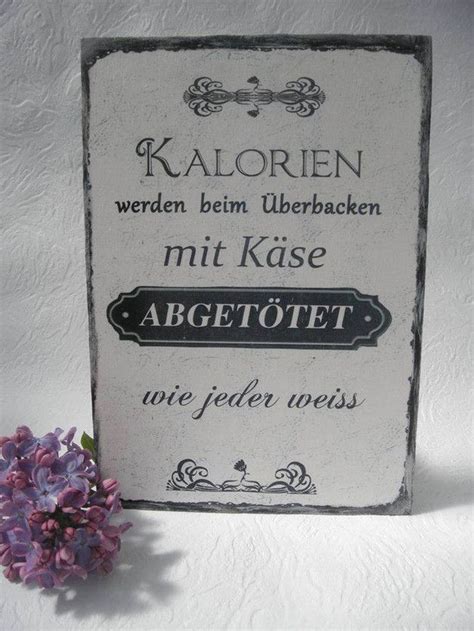 KALORIEN
werden beim Überbacken
mit Käse
ABGETÖTET
wie jeder weiss